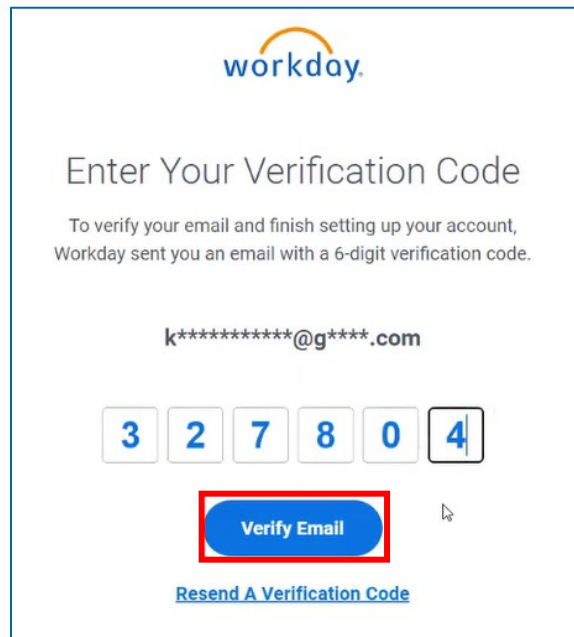 workday.
Enter Your Verification Code
To verify your email and finish setting up your account,
Workday sent you an email with a 6-digit verification code.
k***********@g****.com
3 2 7 8 0 4
Verify Email
Resend A Verification Code